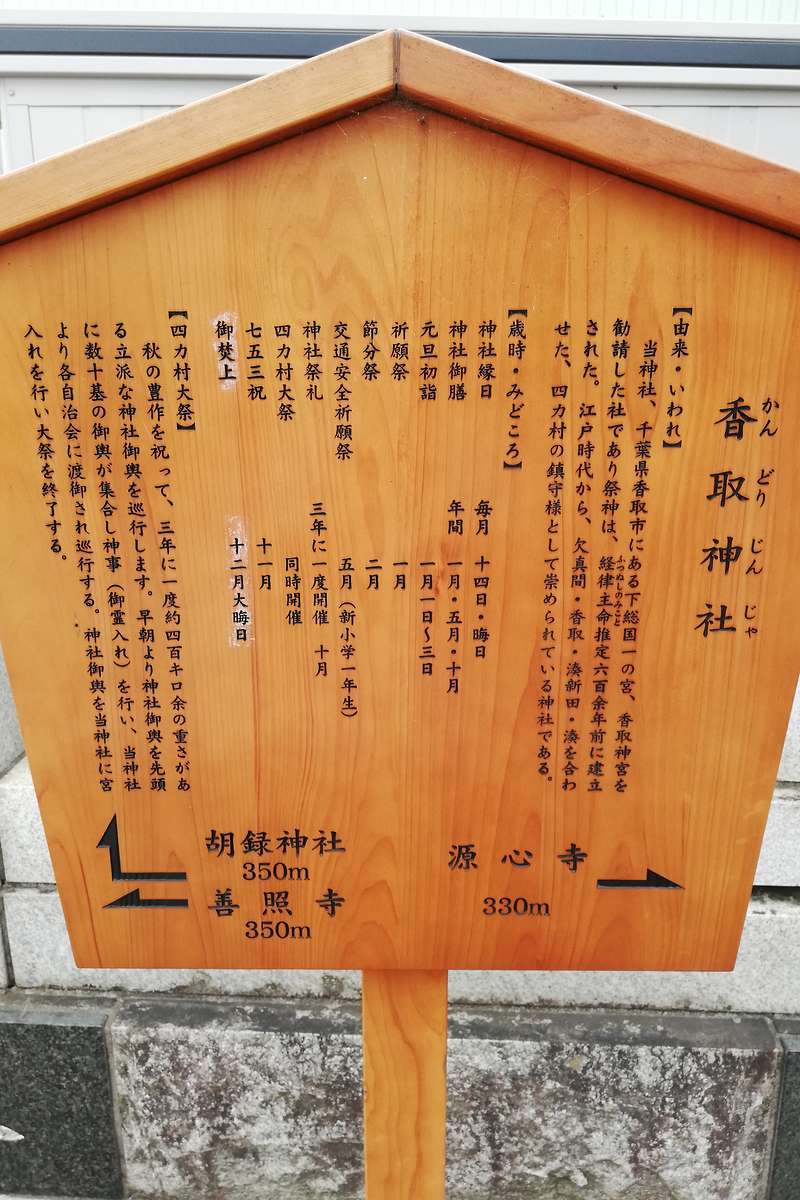 香取神社
かんどりじんじゃ
【由来・いわれ】
当神社、千葉県香取市にある下総国一の宮、香取神宮を
勧請した社であり祭神は、経律主命推定六百余年前に建立
ふつぬしのみこと
された。江戸時代から、欠真間・香取・湊新田・湊を合わ
せた、四カ村の鎮守様として崇められている神社である。
【歳時・みどころ】
神社縁日 毎月 十四日・晦日
神社御膳 年間 一月・五月・十月
元旦初詣 一月一日～三日
祈願祭 一月
節分祭 二月
交通安全祈願祭 五月（新小学一年生）
神社祭礼 三年に一度開催 十月
四カ村大祭 同時開催
七五三祝 十一月
御焚上 十二月大晦日
【四カ村大祭】
秋の豊作を祝って、三年に一度約四百キロ余の重さがあ
る立派な神社御輿を巡行します。早朝より神社御輿を先頭
に数十基の御輿が集合し神事（御霊入れ）を行い、当神社
より各自治会に渡御され巡行する。神社御輿を当神社に宮
入れを行い大祭を終了する。
源心寺
330m
胡録神社
350m
善照寺
350m